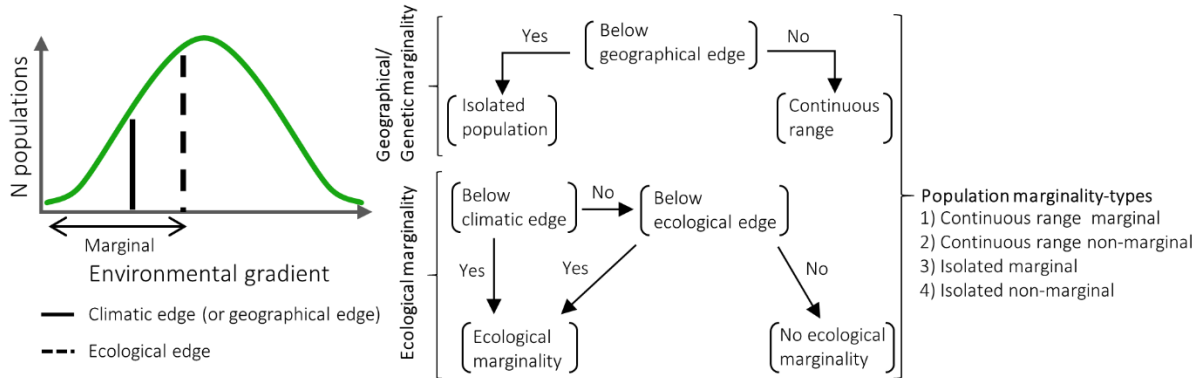 N populations
Marginal
Environmental gradient
Climatic edge (or geographical edge)
Ecological edge
Geographical/
Genetic marginality
Yes
Below
geographical edge
No
Isolated
population
Continuous
range
Ecological marginality
Below
climatic edge
No
Below
ecological edge
Yes
Yes
No
Ecological
marginality
No ecological
marginality
Population marginality-types
1) Continuous range marginal
2) Continuous range non-marginal
3) Isolated marginal
4) Isolated non-marginal